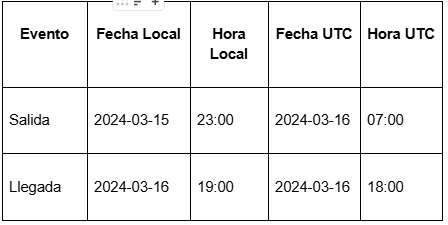 Evento Fecha Local Hora Local Fecha UTC Hora UTC
Salida 2024-03-15 23:00 2024-03-16 07:00
Llegada 2024-03-16 19:00 2024-03-16 18:00